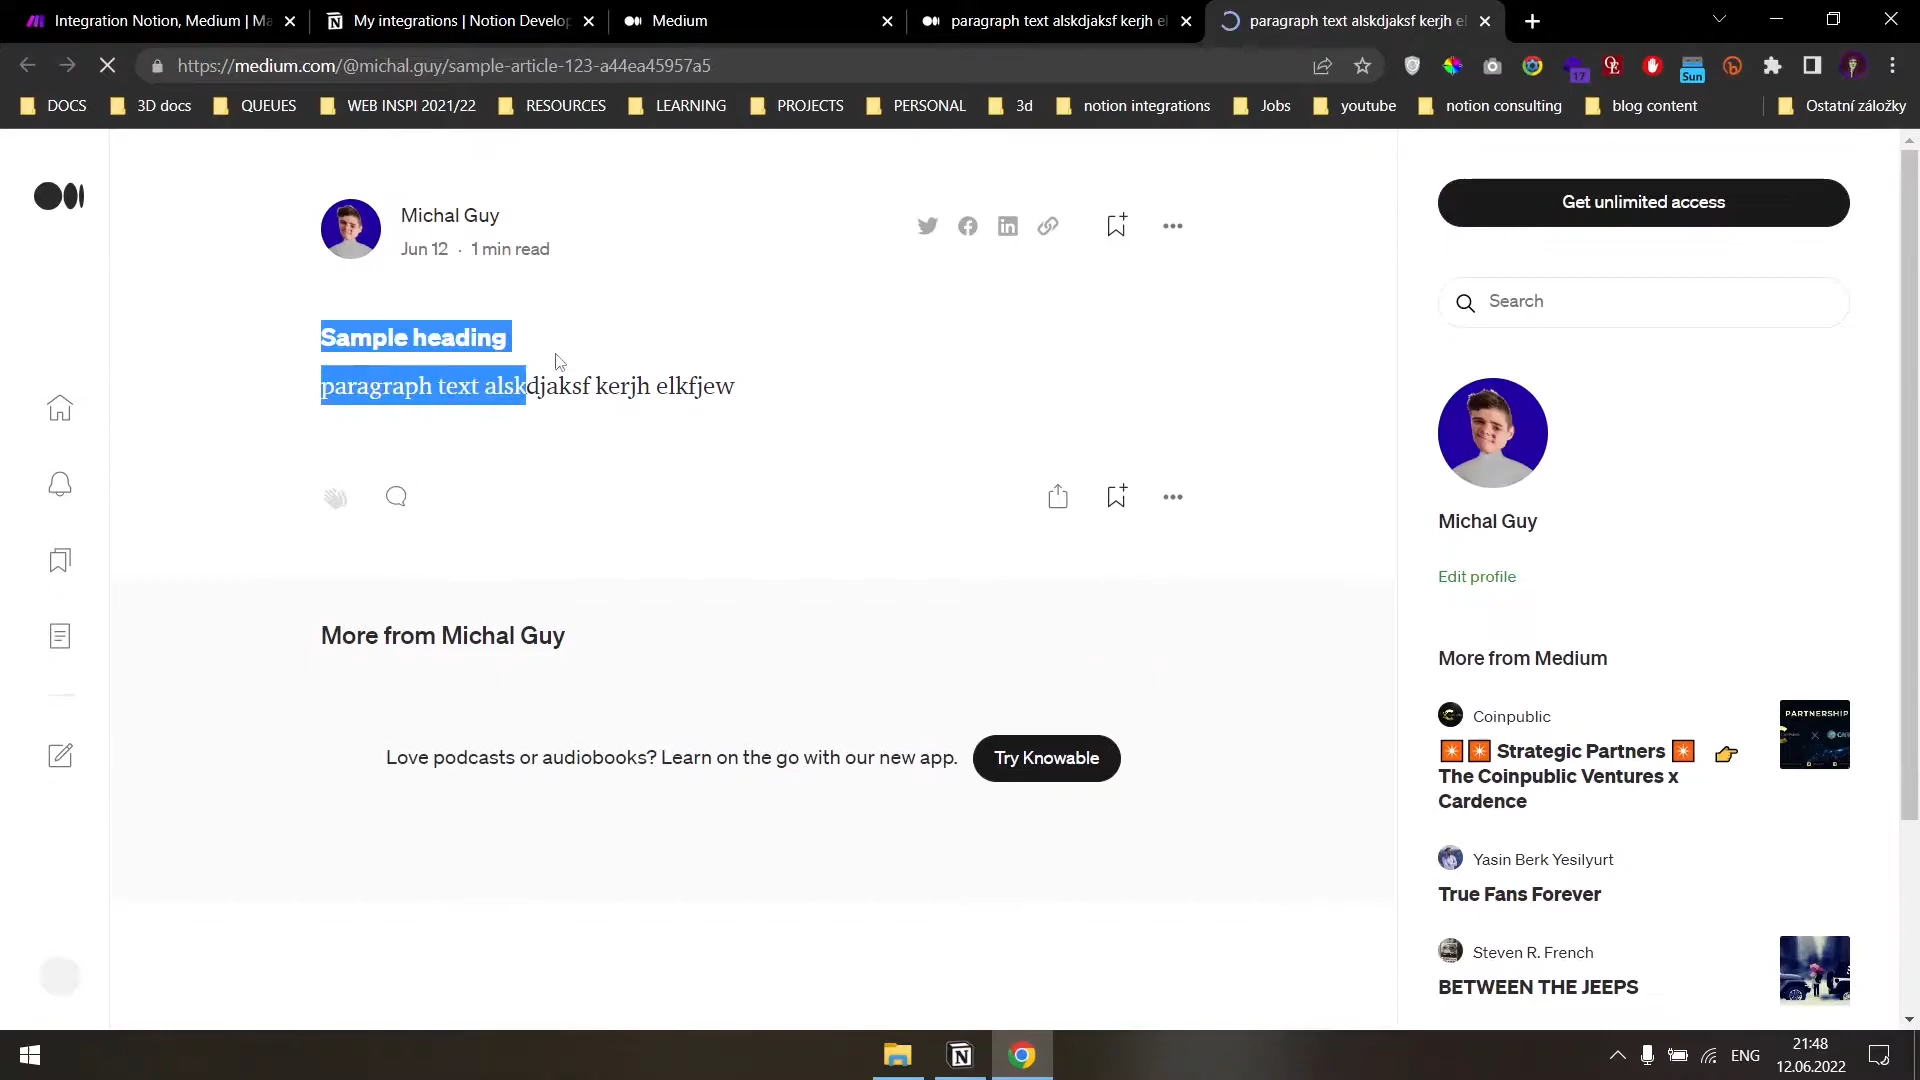 Integration Notion, Medium | Ma
My integrations | Notion Develop
Medium
paragraph text alskdjaksf kerjh el
paragraph text alskdjaksf kerjh el
https://medium.com/@michal.guy/sample-article-123-a44ea45957a5
17
Sun
DOCS
3D docs
QUEUES
WEB INSPI 2021/22
RESOURCES
LEARNING
PROJECTS
PERSONAL
3d
notion integrations
Jobs
youtube
notion consulting
blog content
Ostatní záložky
Michal Guy
Jun 12 · 1 min read
Sample heading
paragraph text alskdjaksf kerjh elkfjew
More from Michal Guy
Love podcasts or audiobooks? Learn on the go with our new app.
Try Knowable
Get unlimited access
Search
Michal Guy
Edit profile
More from Medium
Coinpublic
💥💥 Strategic Partners 💥 👉
The Coinpublic Ventures x
Cardence
PARTNERSHIP
Yasin Berk Yesilyurt
True Fans Forever
Steven R. French
BETWEEN THE JEEPS
ENG
21:48
12.06.2022